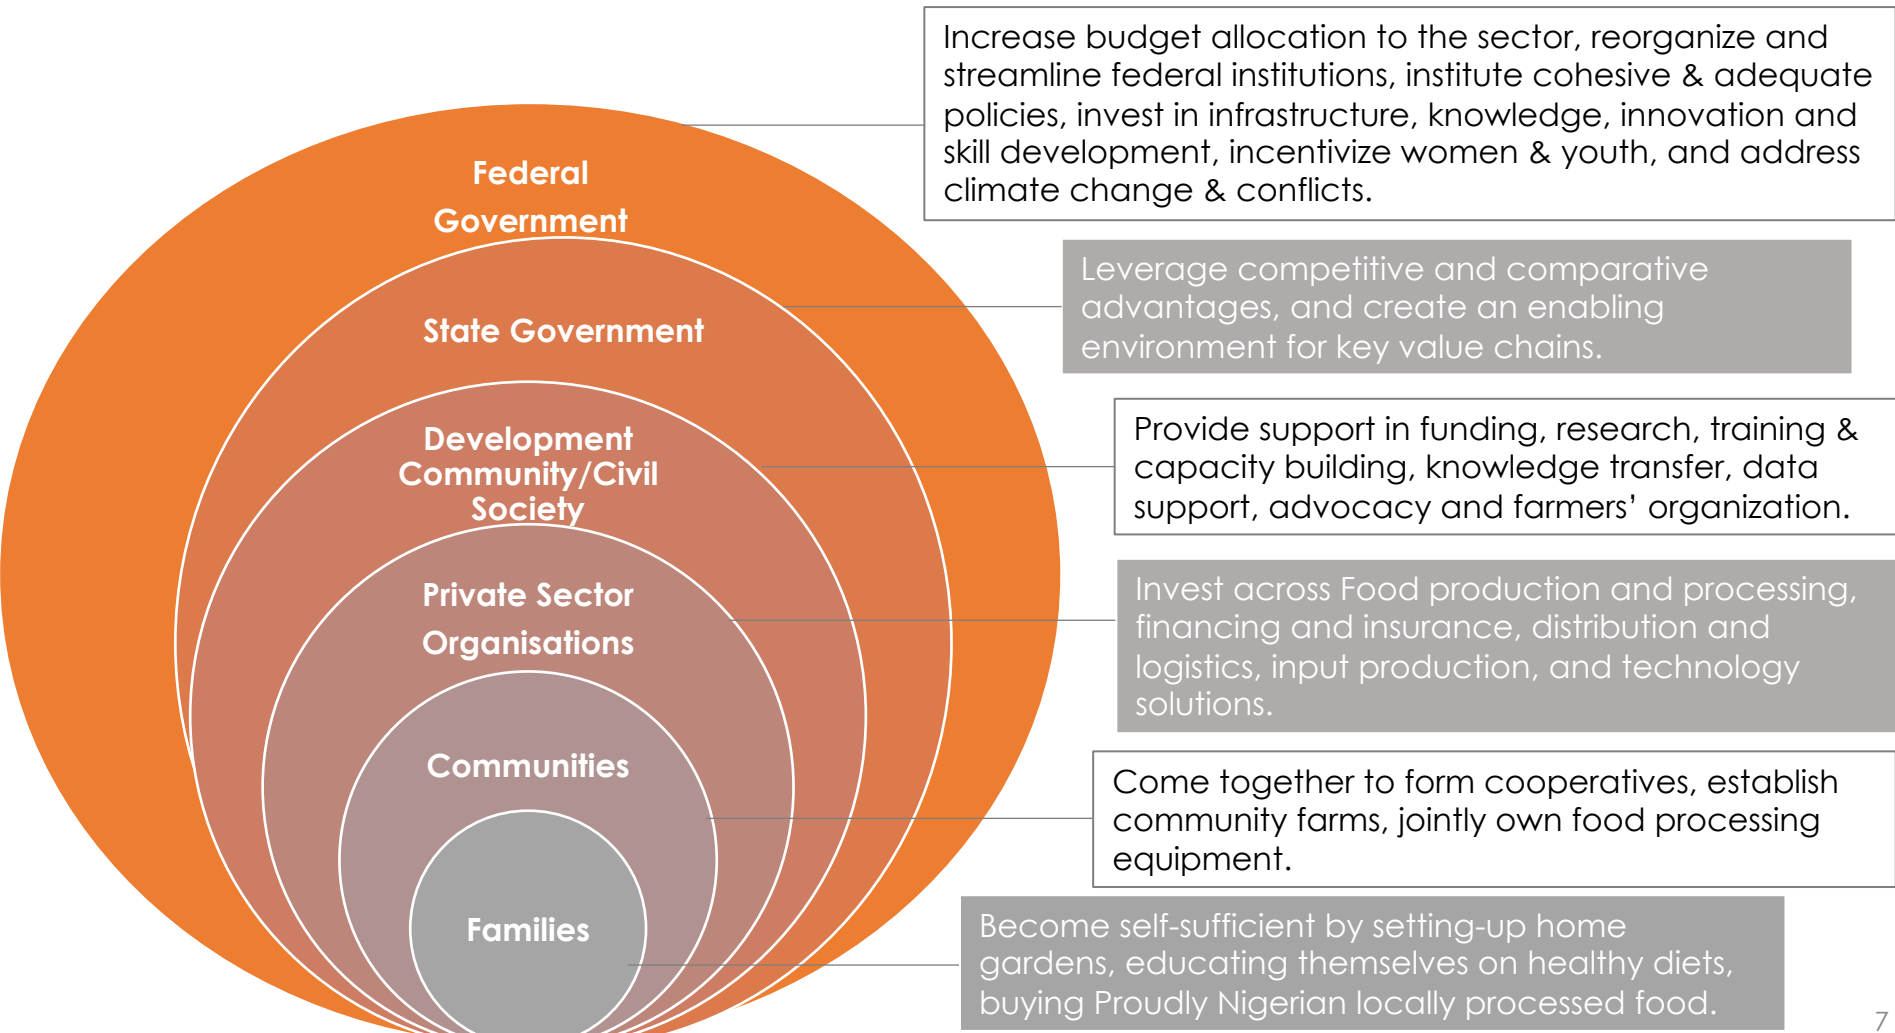 Increase budget allocation to the sector, reorganize and
streamline federal institutions, institute cohesive & adequate
policies, invest in infrastructure, knowledge, innovation and
skill development, incentivize women & youth, and address
climate change & conflicts.
Federal
Government
Leverage competitive and comparative
advantages, and create an enabling
environment for key value chains.
State Government
Provide support in funding, research, training &
capacity building, knowledge transfer, data
support, advocacy and farmers’ organization.
Development
Community/Civil
Society
Invest across Food production and processing,
financing and insurance, distribution and
logistics, input production, and technology
solutions.
Private Sector
Organisations
Come together to form cooperatives, establish
community farms, jointly own food processing
equipment.
Communities
Become self-sufficient by setting-up home
gardens, educating themselves on healthy diets,
buying Proudly Nigerian locally processed food.
Families
7